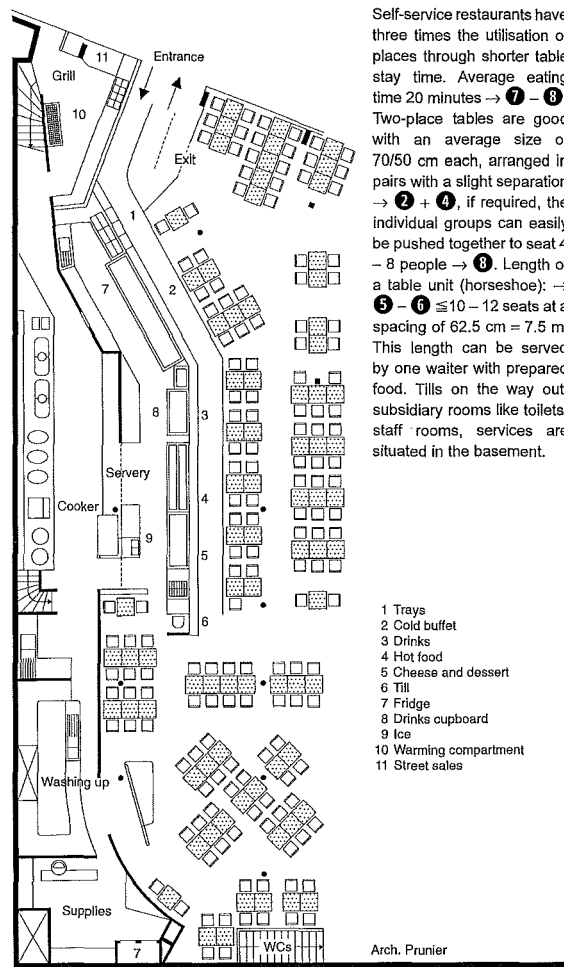 Self-service restaurants have
three times the utilisation o
places through shorter table
stay time. Average eating
time 20 minutes → 7 – 8
Two-place tables are good
with an average size o
70/50 cm each, arranged in
pairs with a slight separation
→ 2 + 4, if required, the
individual groups can easily
be pushed together to seat 4
– 8 people → 8. Length o
a table unit (horseshoe): →
5 – 6 ≦10 – 12 seats at a
spacing of 62.5 cm = 7.5 m
This length can be served
by one waiter with prepared
food. Tills on the way out
subsidiary rooms like toilets
staff rooms, services are
situated in the basement.
11
Entrance
Grill
10
Exit
1
7
2
8
3
Servery
4
Cooker
9
5
6
Washing up
Supplies
7
WCs
1 Trays
2 Cold buffet
3 Drinks
4 Hot food
5 Cheese and dessert
6 Till
7 Fridge
8 Drinks cupboard
9 Ice
10 Warming compartment
11 Street sales
Arch. Prunier